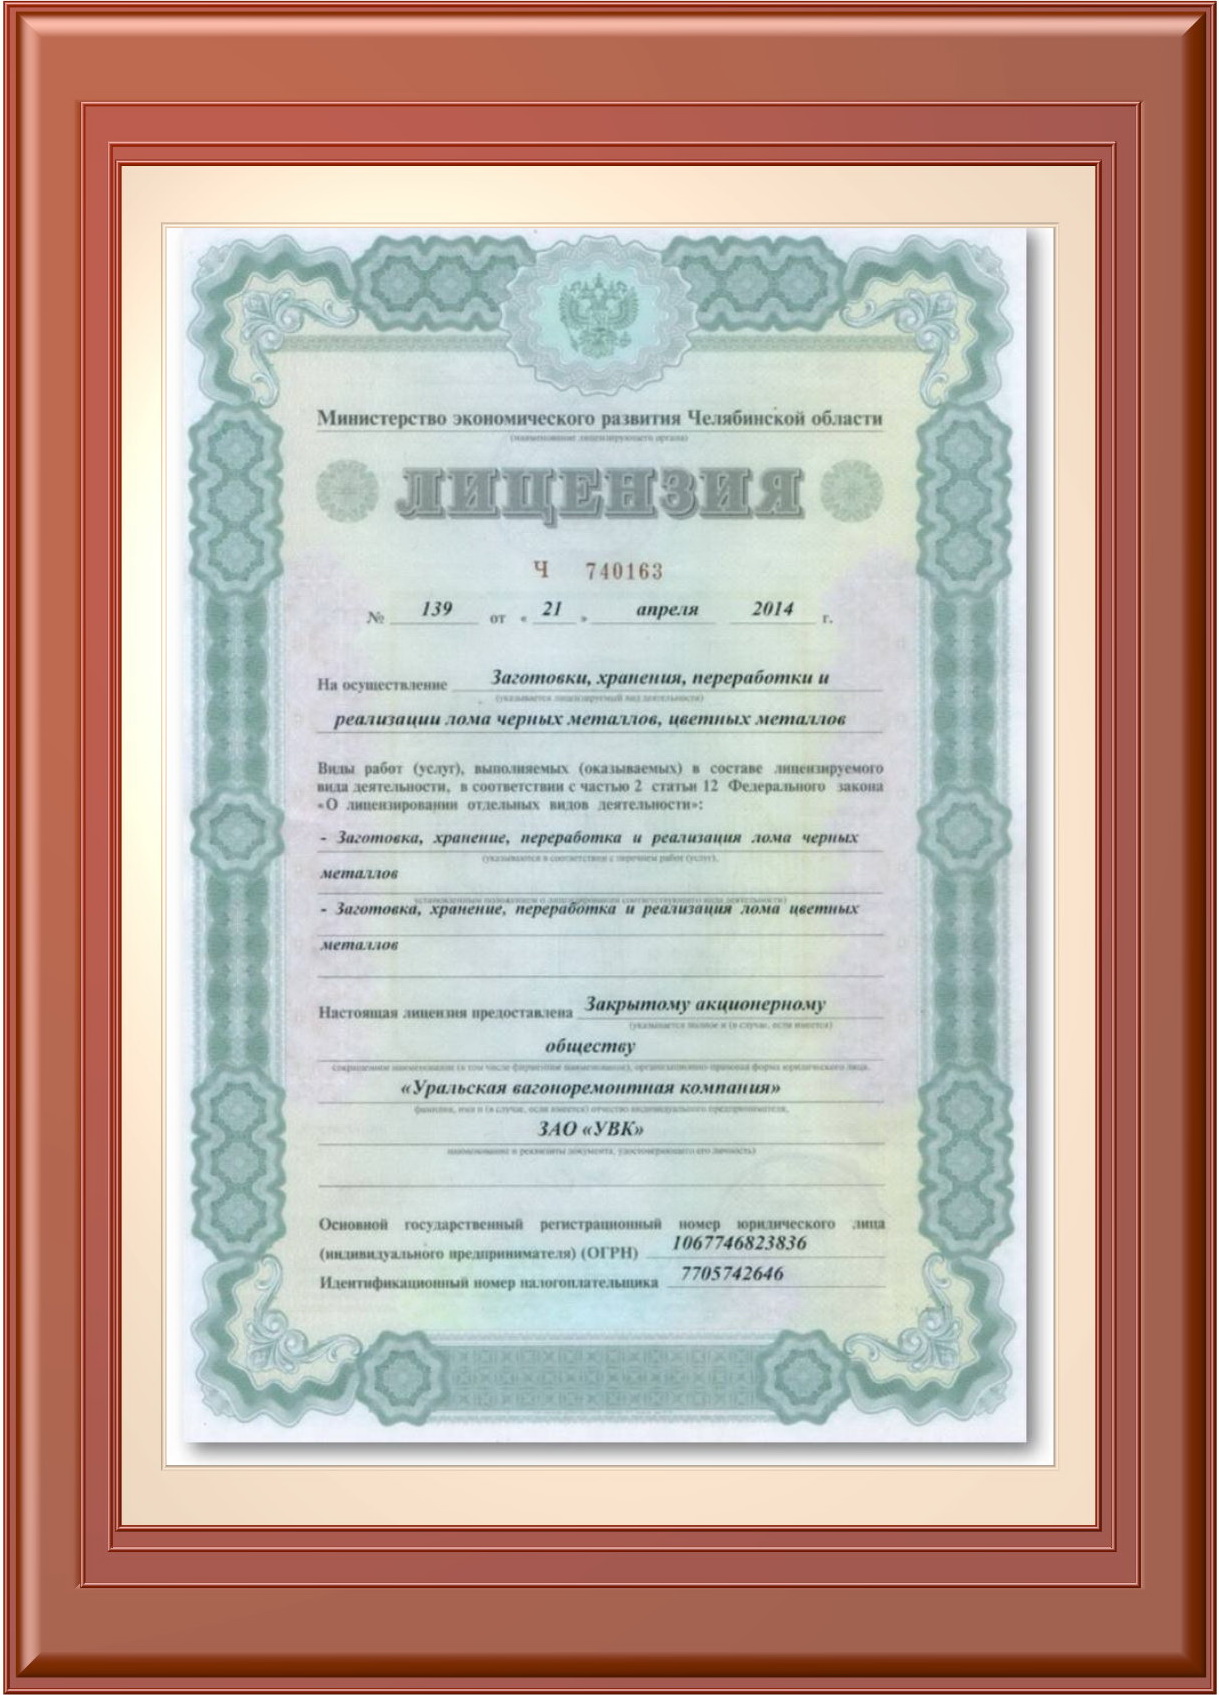 Министерство экономического развития Челябинской области
(наименование лицензирующего органа)
ЛИЦЕНЗИЯ
Ч 740163
№ 139 от « 21 » апреля 2014 г.
На осуществление Заготовки, хранения, переработки и
(указывается лицензируемый вид деятельности)
реализации лома черных металлов, цветных металлов
Виды работ (услуг), выполняемых (оказываемых) в составе лицензируемого
вида деятельности, в соответствии с частью 2 статьи 12 Федерального закона
«О лицензировании отдельных видов деятельности»:
- Заготовка, хранение, переработка и реализация лома черных
(указываются в соответствии с перечнем работ (услуг),
металлов
установленным положением о лицензировании соответствующего вида деятельности)
- Заготовка, хранение, переработка и реализация лома цветных
металлов
Настоящая лицензия предоставлена Закрытому акционерному
(указывается полное и (в случае, если имеется)
обществу
сокращенное наименование (в том числе фирменное наименование), организационно-правовая форма юридического лица,
«Уральская вагоноремонтная компания»
фамилия, имя и (в случае, если имеется) отчество индивидуального предпринимателя,
ЗАО «УВК»
наименование и реквизиты документа, удостоверяющего его личность)
Основной государственный регистрационный номер юридического лица
(индивидуального предпринимателя) (ОГРН) 1067746823836
Идентификационный номер налогоплательщика 7705742646